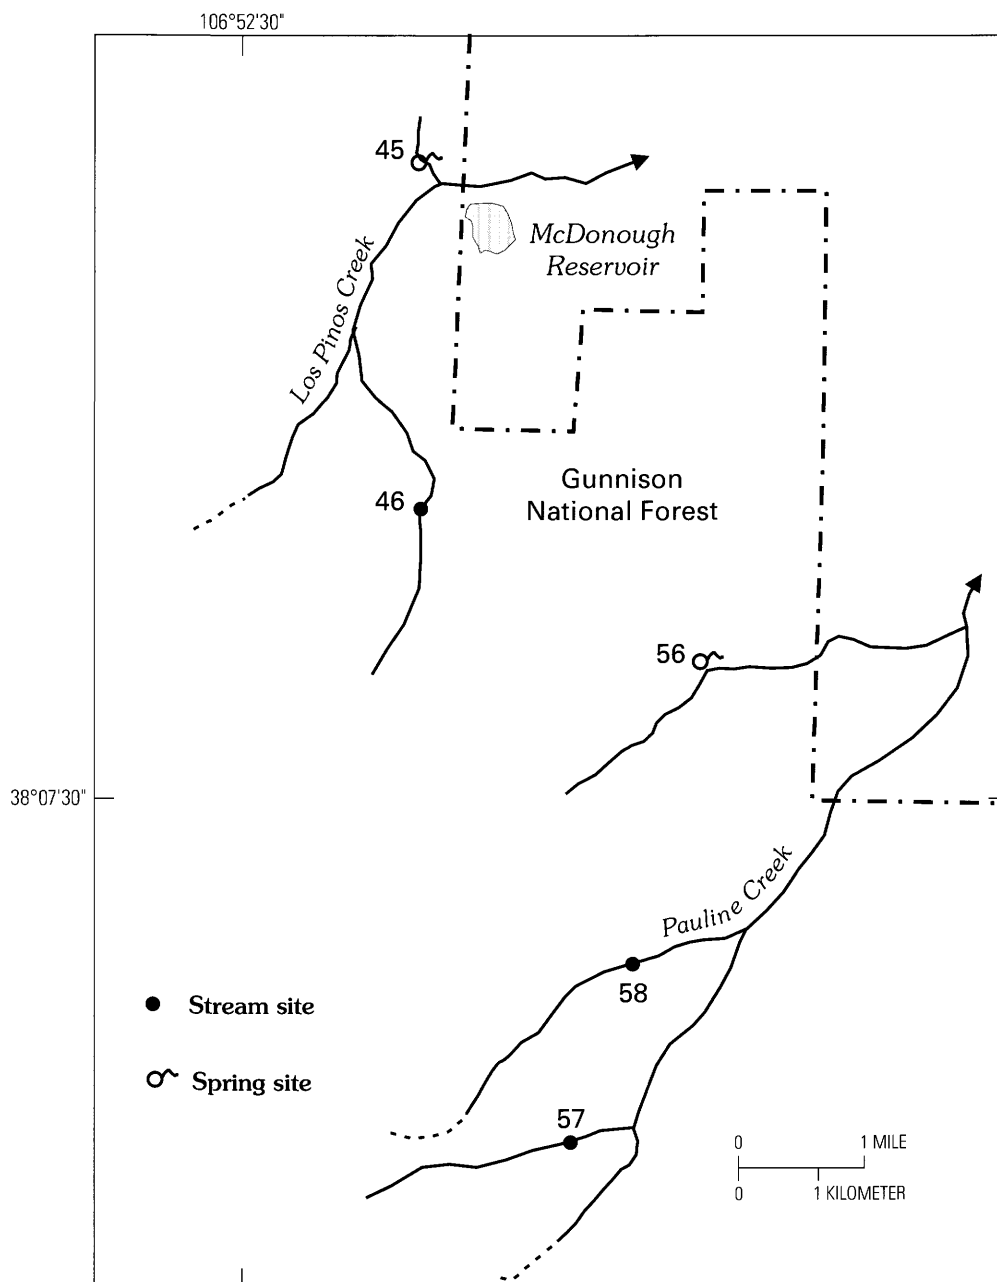 106°52'30"
45
McDonough
Reservoir
Los Pinos Creek
46
Gunnison
National Forest
56
38°07'30"
Pauline Creek
58
Stream site
Spring site
57
0 1 MILE
0 1 KILOMETER